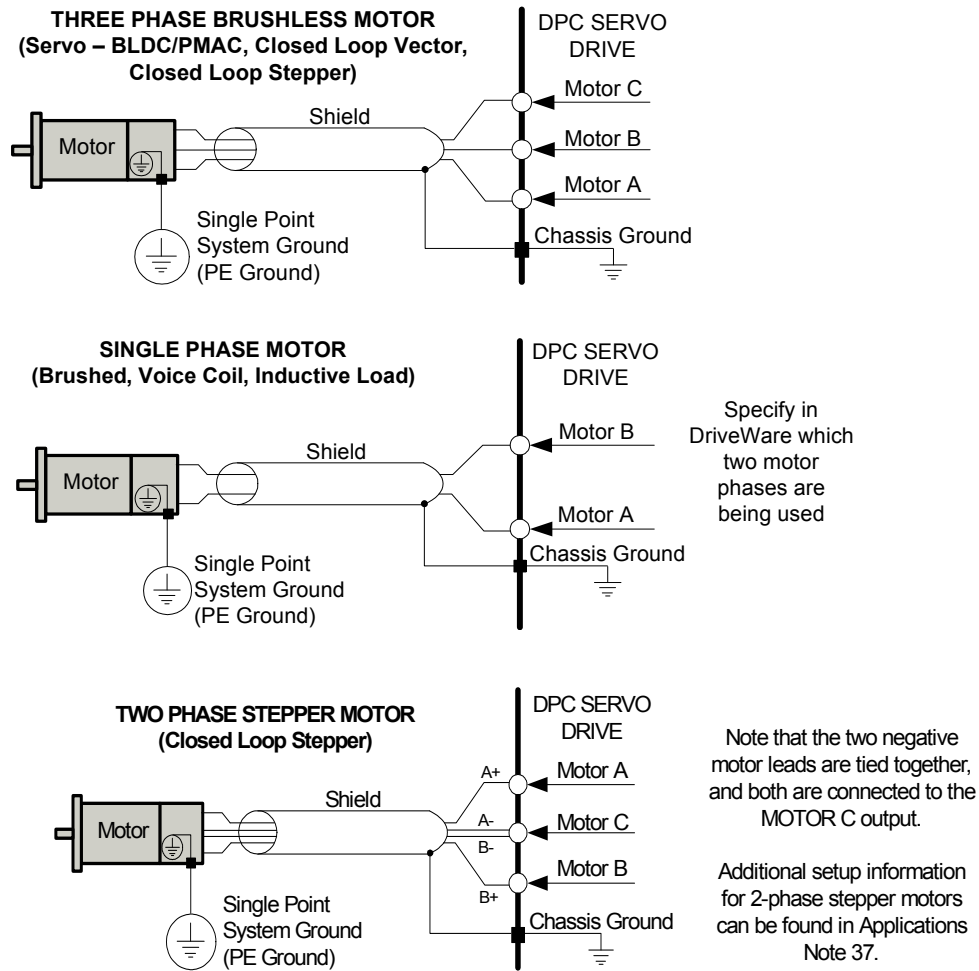 THREE PHASE BRUSHLESS MOTOR
(Servo – BLDC/PMAC, Closed Loop Vector,
Closed Loop Stepper)
DPC SERVO
DRIVE
Motor C
Shield
Motor
Motor B
Motor A
Single Point
System Ground
(PE Ground)
Chassis Ground
SINGLE PHASE MOTOR
(Brushed, Voice Coil, Inductive Load)
DPC SERVO
DRIVE
Motor B
Shield
Motor
Motor A
Single Point
System Ground
(PE Ground)
Chassis Ground
Specify in
DriveWare which
two motor
phases are
being used
TWO PHASE STEPPER MOTOR
(Closed Loop Stepper)
DPC SERVO
DRIVE
A+
Motor A
Shield
Motor
A-
Motor C
B-
Motor B
B+
Single Point
System Ground
(PE Ground)
Chassis Ground
Note that the two negative
motor leads are tied together,
and both are connected to the
MOTOR C output.
Additional setup information
for 2-phase stepper motors
can be found in Applications
Note 37.